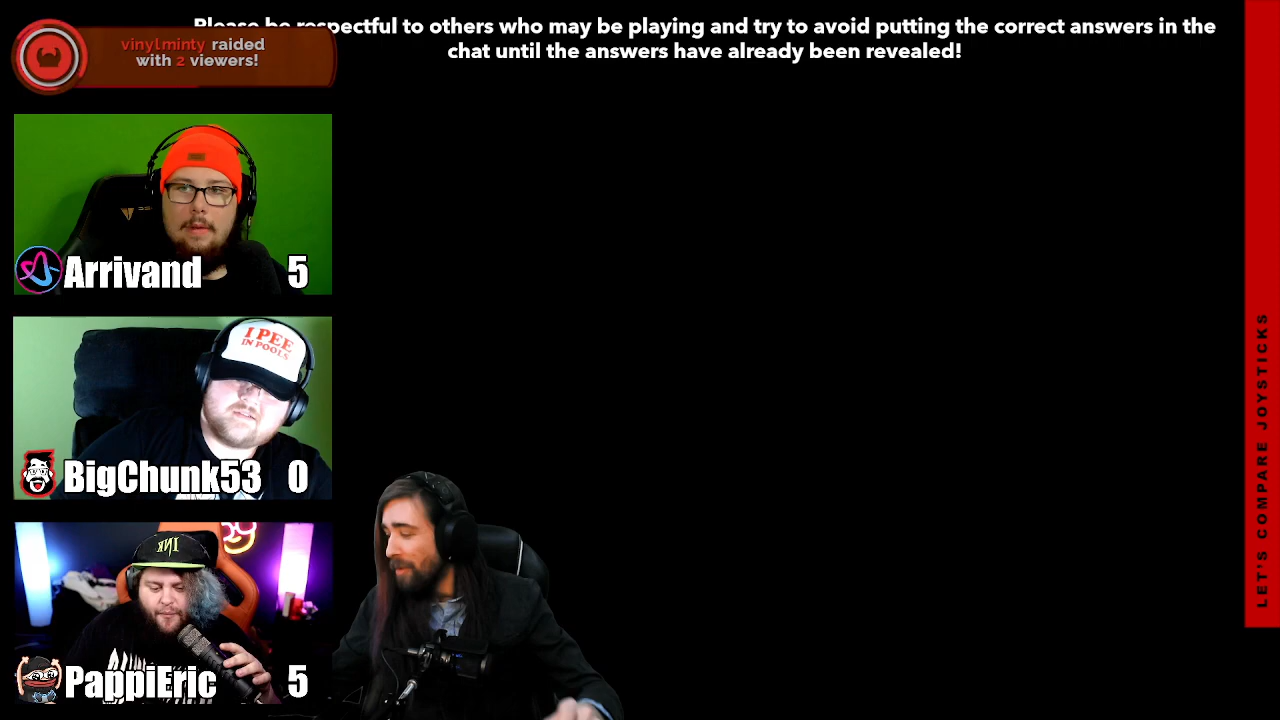 Please be respectful to others who may be playing and try to avoid putting the correct answers in the
chat until the answers have already been revealed!
vinylminty raided
with 2 viewers!
Arrivand 5
I PEE
IN POOLS
BigChunk53 0
INK
PappiEric 5
LET'S COMPARE JOYSTICKS